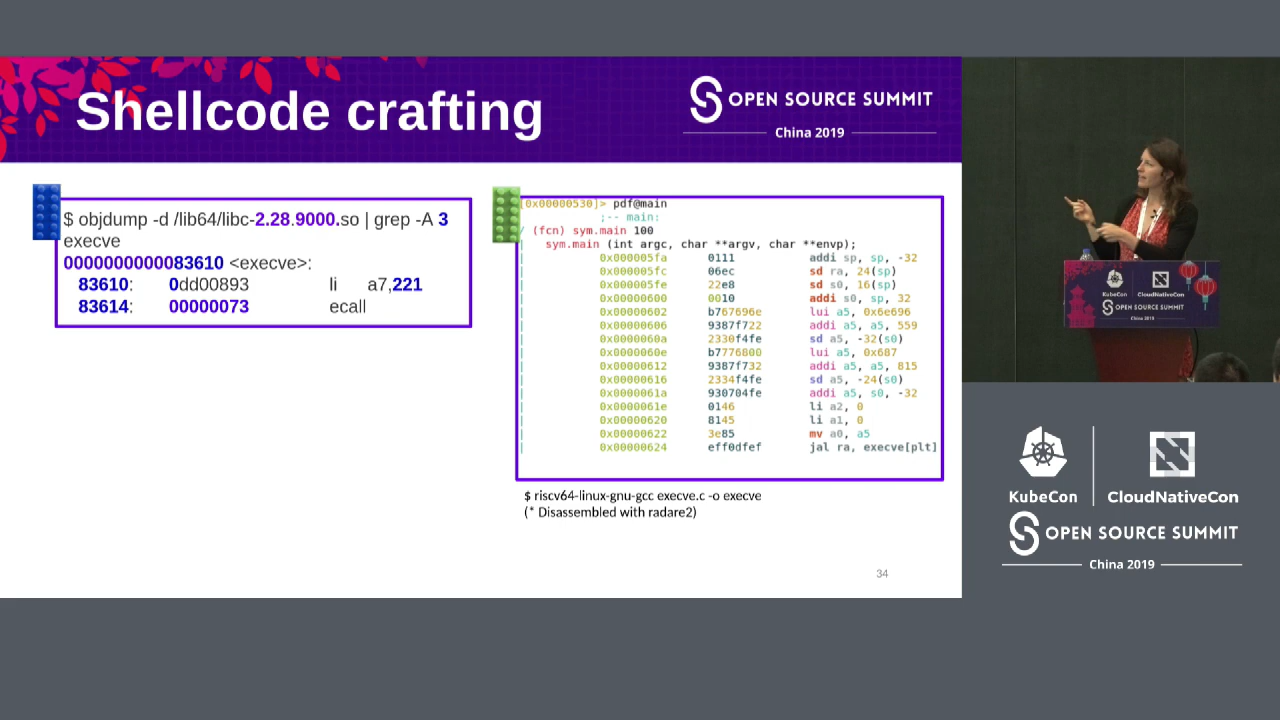 Shellcode crafting
OPEN SOURCE SUMMIT
China 2019
$ objdump -d /lib64/libc-2.28.9000.so | grep -A 3
execve
0000000000083610 <execve>:
83610: 0dd00893 li a7,221
83614: 00000073 ecall
[0x00000530]> pdf@main
;-- main:
/ (fcn) sym.main 100
sym.main (int argc, char **argv, char **envp);
0x000005fa 0111 addi sp, sp, -32
0x000005fc 06ec sd ra, 24(sp)
0x000005fe 22e8 sd s0, 16(sp)
0x00000600 0010 addi s0, sp, 32
0x00000602 b767696e lui a5, 0x6e696
0x00000606 9387f722 addi a5, a5, 559
0x0000060a 2330f4fe sd a5, -32(s0)
0x0000060e b7776800 lui a5, 0x687
0x00000612 9387f732 addi a5, a5, 815
0x00000616 2334f4fe sd a5, -24(s0)
0x0000061a 930704fe addi a5, s0, -32
0x0000061e 0146 li a2, 0
0x00000620 8145 li a1, 0
0x00000622 3e85 mv a0, a5
0x00000624 eff0dfef jal ra, execve[plt]
$ riscv64-linux-gnu-gcc execve.c -o execve
(* Disassembled with radare2)
34
KubeCon CloudNativeCon
OPEN SOURCE SUMMIT
China 2019
KubeCon CloudNativeCon
OPEN SOURCE SUMMIT
China 2019